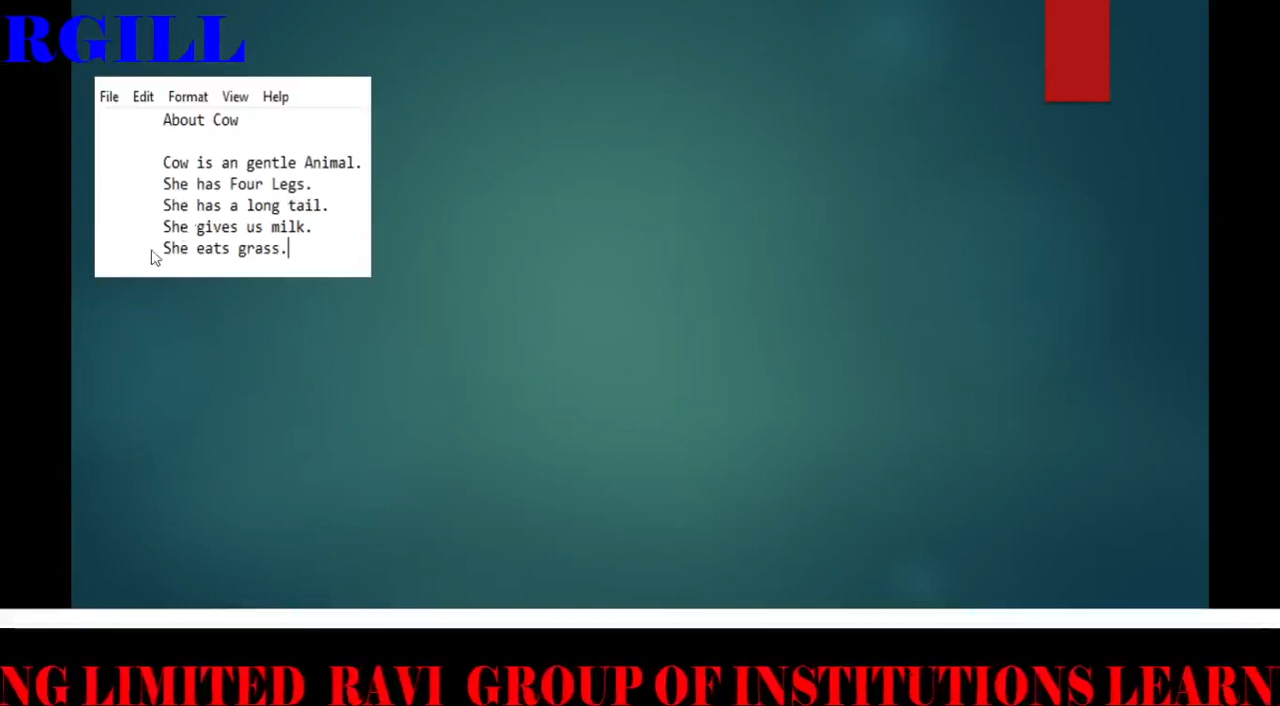 RGILL
File Edit Format View Help
About Cow
Cow is an gentle Animal.
She has Four Legs.
She has a long tail.
She gives us milk.
She eats grass.
NG LIMITED RAVI GROUP OF INSTITUTIONS LEARN